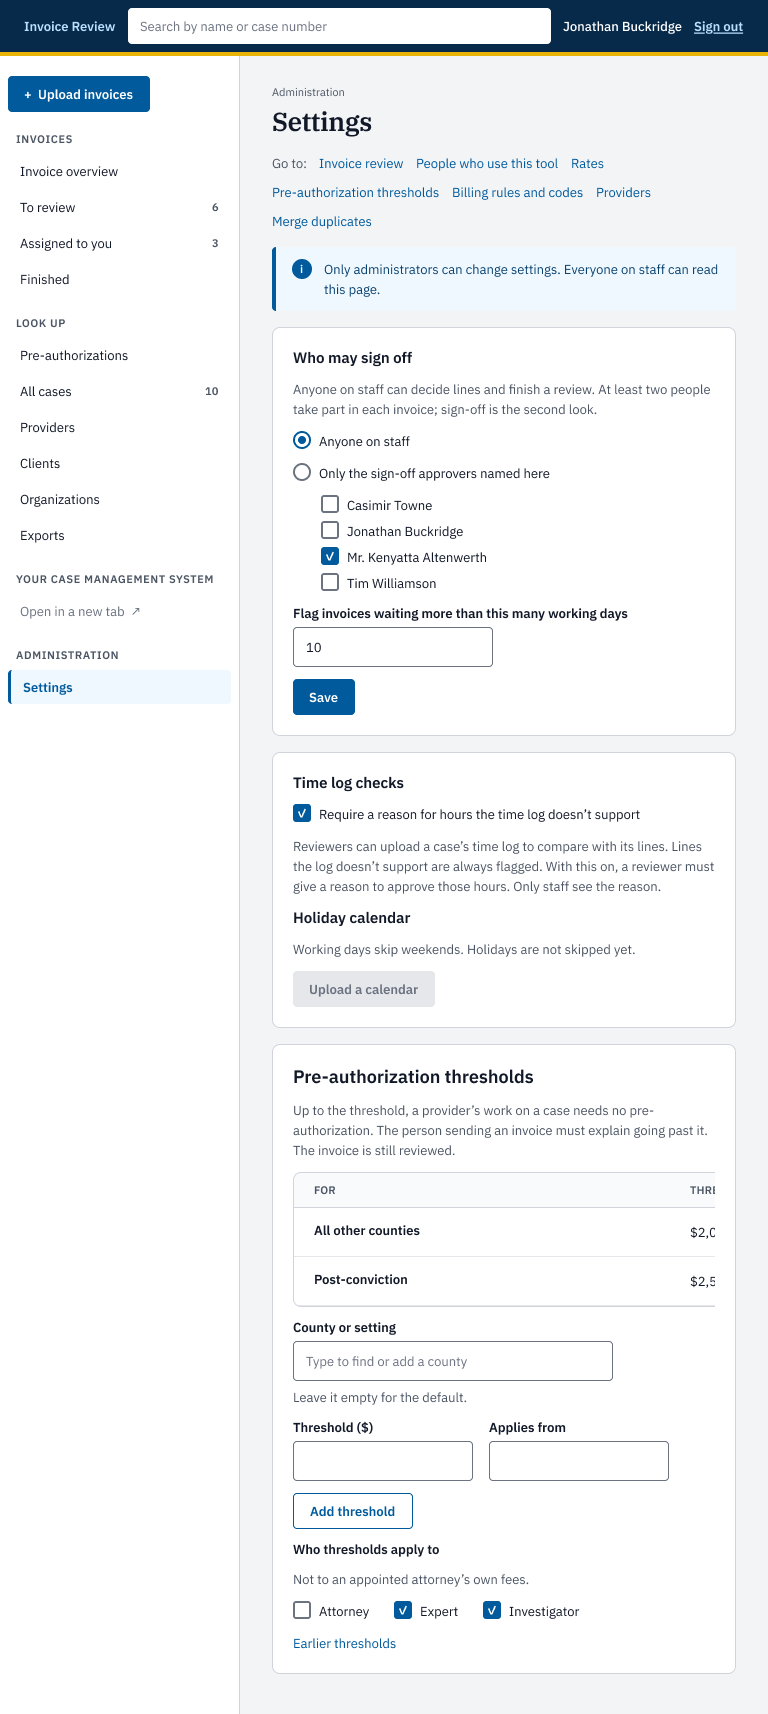 Invoice Review
Search by name or case number
Jonathan Buckridge
Sign out
+ Upload invoices
INVOICES
Invoice overview
To review 6
Assigned to you 3
Finished
LOOK UP
Pre-authorizations
All cases 10
Providers
Clients
Organizations
Exports
YOUR CASE MANAGEMENT SYSTEM
Open in a new tab ↗
ADMINISTRATION
Settings
Administration
Settings
Go to: Invoice review People who use this tool Rates
Pre-authorization thresholds Billing rules and codes Providers
Merge duplicates
i
Only administrators can change settings. Everyone on staff can read
this page.
Who may sign off
Anyone on staff can decide lines and finish a review. At least two people
take part in each invoice; sign-off is the second look.
Anyone on staff
Only the sign-off approvers named here
Casimir Towne
Jonathan Buckridge
Mr. Kenyatta Altenwerth
Tim Williamson
Flag invoices waiting more than this many working days
10
Save
Time log checks
Require a reason for hours the time log doesn’t support
Reviewers can upload a case’s time log to compare with its lines. Lines
the log doesn’t support are always flagged. With this on, a reviewer must
give a reason to approve those hours. Only staff see the reason.
Holiday calendar
Working days skip weekends. Holidays are not skipped yet.
Upload a calendar
Pre-authorization thresholds
Up to the threshold, a provider’s work on a case needs no pre-
authorization. The person sending an invoice must explain going past it.
The invoice is still reviewed.
FOR THRE
All other counties $2,0
Post-conviction $2,5
County or setting
Type to find or add a county
Leave it empty for the default.
Threshold ($) Applies from
Add threshold
Who thresholds apply to
Not to an appointed attorney’s own fees.
Attorney Expert Investigator
Earlier thresholds